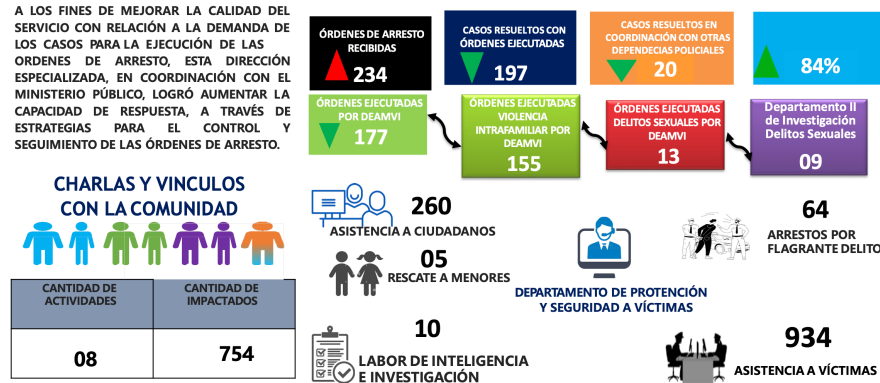 A LOS FINES DE MEJORAR LA CALIDAD DEL
SERVICIO CON RELACIÓN A LA DEMANDA DE
LOS CASOS PARA LA EJECUCIÓN DE LAS
ORDENES DE ARRESTO, ESTA DIRECCIÓN
ESPECIALIZADA, EN COORDINACIÓN CON EL
MINISTERIO PÚBLICO, LOGRÓ AUMENTAR LA
CAPACIDAD DE RESPUESTA, A TRAVÉS DE
ESTRATEGIAS PARA EL CONTROL Y
SEGUIMIENTO DE LAS ÓRDENES DE ARRESTO.
ÓRDENES DE ARRESTO
RECIBIDAS
234
CASOS RESUELTOS CON
ÓRDENES EJECUTADAS
197
CASOS RESUELTOS EN
COORDINACIÓN CON OTRAS
DEPENDECIAS POLICIALES
20
84%
ÓRDENES EJECUTADAS
POR DEAMVI
177
ÓRDENES EJECUTADAS
VIOLENCIA
INTRAFAMILIAR POR
DEAMVI
155
ÓRDENES EJECUTADAS
DELITOS SEXUALES POR
DEAMVI
13
Departamento II
de Investigación
Delitos Sexuales
09
CHARLAS Y VINCULOS
CON LA COMUNIDAD
CANTIDAD DE
ACTIVIDADES
CANTIDAD DE
IMPACTADOS
08
754
260
ASISTENCIA A CIUDADANOS
05
RESCATE A MENORES
10
LABOR DE INTELIGENCIA
E INVESTIGACIÓN
DEPARTAMENTO DE PROTENCIÓN
Y SEGURIDAD A VÍCTIMAS
64
ARRESTOS POR
FLAGRANTE DELITO
934
ASISTENCIA A VÍCTIMAS